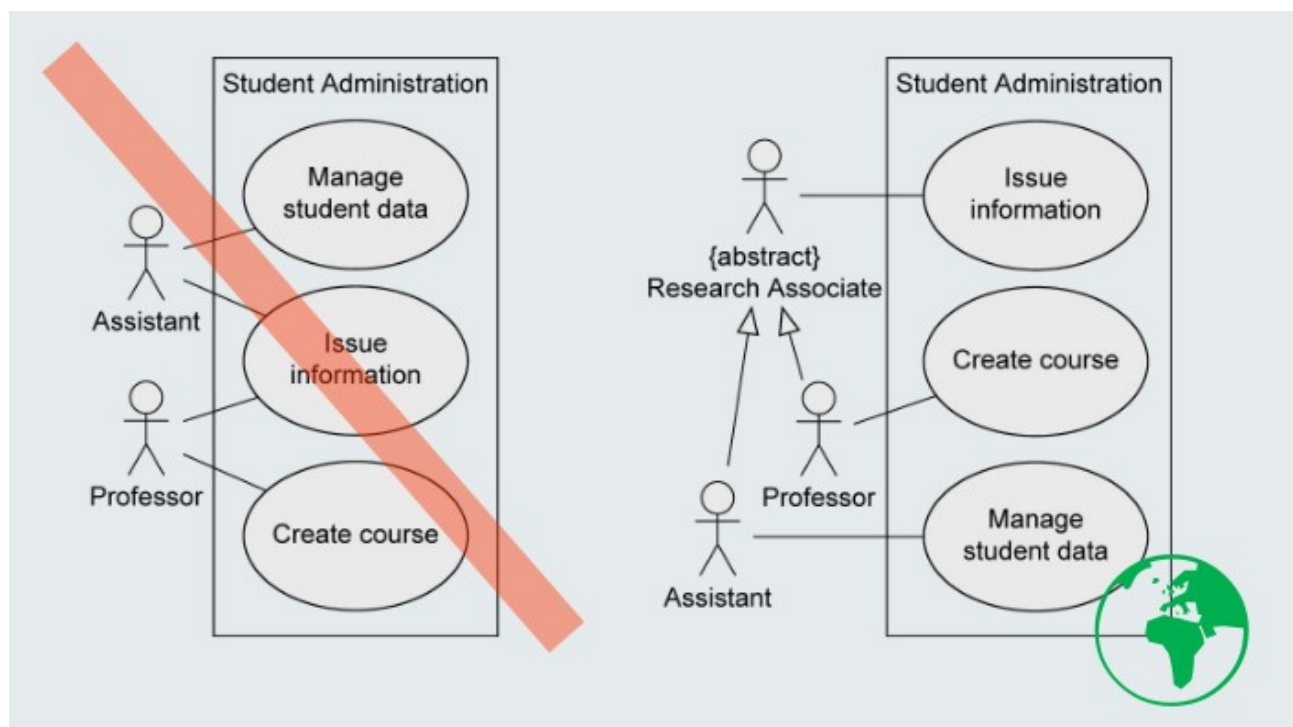 Student Administration
Manage
student data
Assistant
Issue
information
Professor
Create course
Student Administration
Issue
information
{abstract}
Research Associate
Create course
Professor
Manage
student data
Assistant